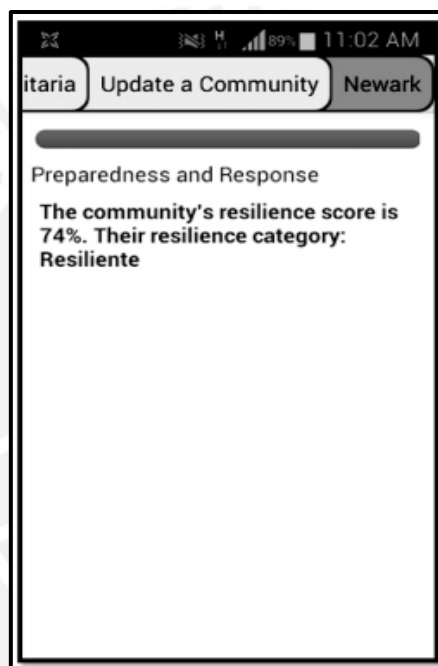 89% 11:02 AM
itaria Update a Community Newark
Preparedness and Response
The community's resilience score is
74%. Their resilience category:
Resiliente